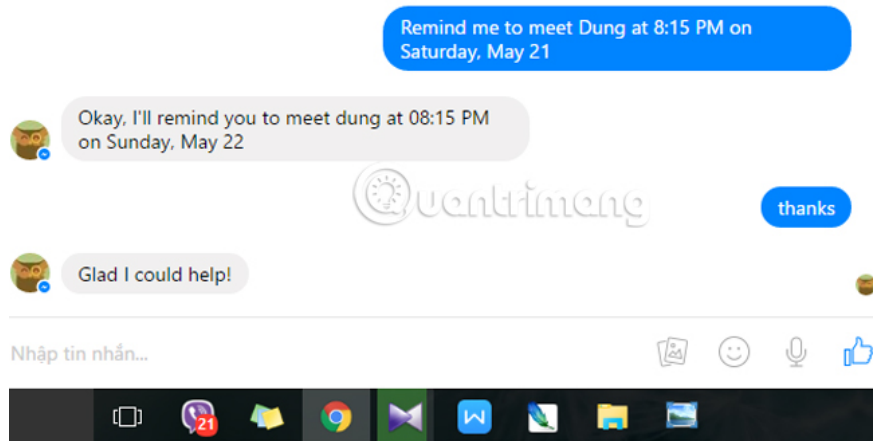 Remind me to meet Dung at 8:15 PM on
Saturday, May 21
Okay, I'll remind you to meet dung at 08:15 PM
on Sunday, May 22
Quantrimang
thanks
Glad I could help!
Nhập tin nhắn...
21
W